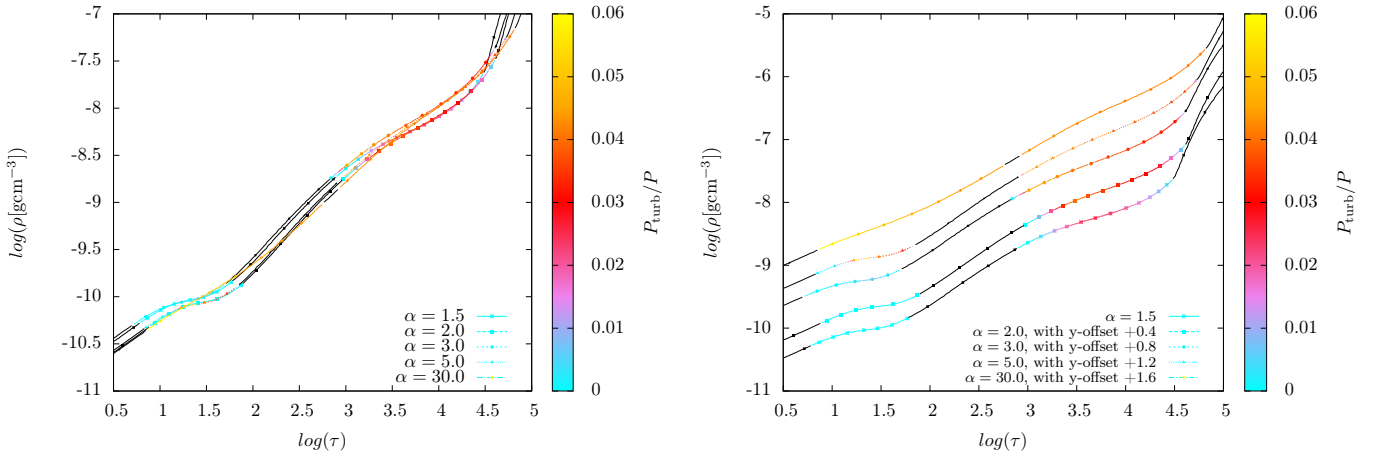 -7
-7.5
-8
-8.5
-9
-9.5
-10
-10.5
-11
log(ρ[gcm⁻³])
0.5 1 1.5 2 2.5 3 3.5 4 4.5 5
log(τ)
α = 1.5
α = 2.0
α = 3.0
α = 5.0
α = 30.0
0.06
0.05
0.04
0.03
0.02
0.01
0
P_turb/P
-5
-6
-7
-8
-9
-10
-11
log(ρ[gcm⁻³])
0.5 1 1.5 2 2.5 3 3.5 4 4.5 5
log(τ)
α = 1.5
α = 2.0, with y-offset +0.4
α = 3.0, with y-offset +0.8
α = 5.0, with y-offset +1.2
α = 30.0, with y-offset +1.6
0.06
0.05
0.04
0.03
0.02
0.01
0
P_turb/P